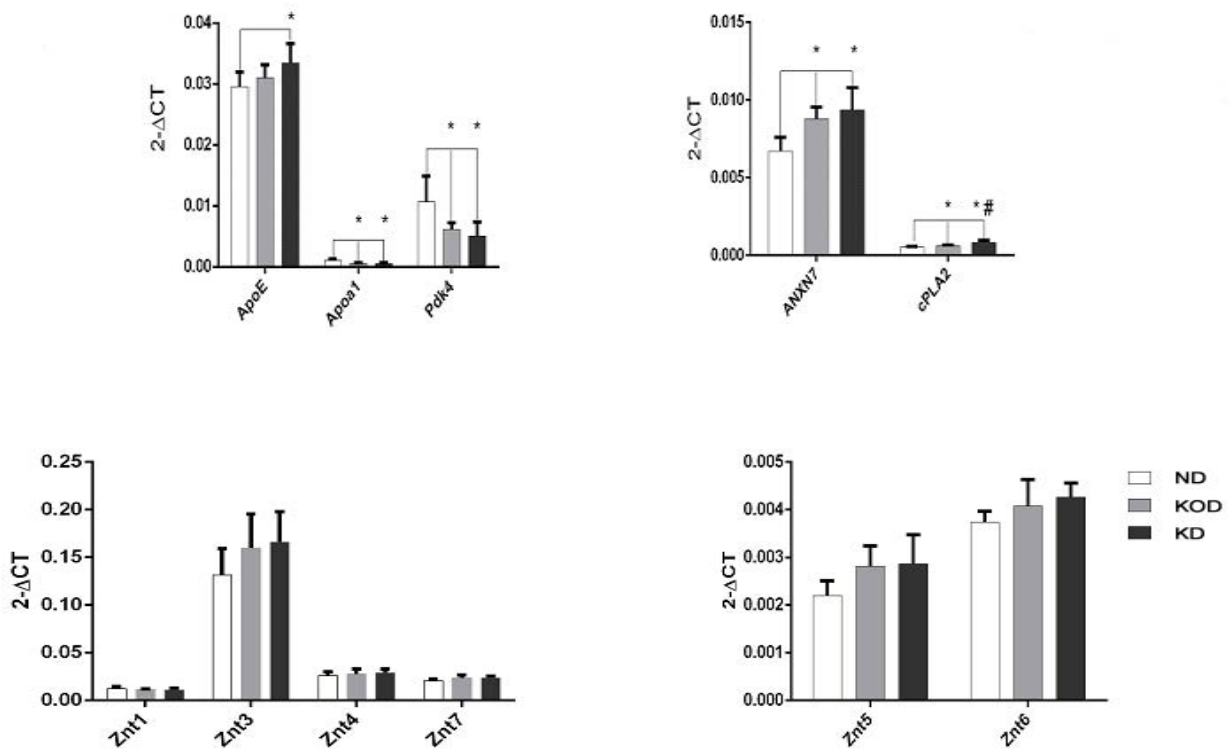 0.04
0.03
0.02
0.01
0.00
2-ΔCT
*
* *
* *
ApoE
Apoa1
Pdk4
0.015
0.010
0.005
0.000
2-ΔCT
* *
* *#
ANXN7
cPLA2
0.25
0.20
0.15
0.10
0.05
0.00
2-ΔCT
Znt1
Znt3
Znt4
Znt7
0.005
0.004
0.003
0.002
0.001
0.000
2-ΔCT
Znt5
Znt6
ND
KOD
KD